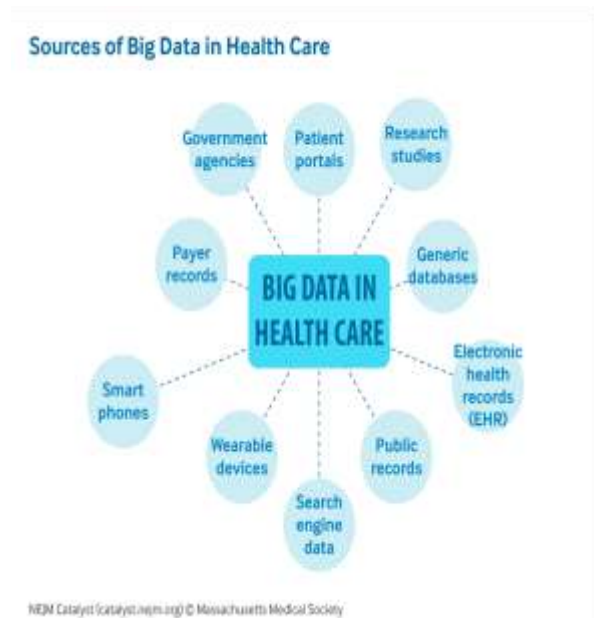 Sources of Big Data in Health Care
Government
agencies
Patient
portals
Research
studies
Payer
records
Generic
databases
BIG DATA IN
HEALTH CARE
Electronic
health
records
(EHR)
Smart
phones
Wearable
devices
Public
records
Search
engine
data
NEJM Catalyst (catalyst.nejm.org) © Massachusetts Medical Society